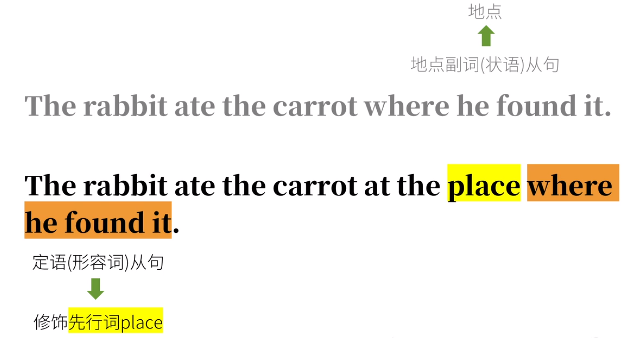 地点
地点副词(状语)从句
The rabbit ate the carrot where he found it.
The rabbit ate the carrot at the place where
he found it.
定语(形容词)从句
修饰先行词place